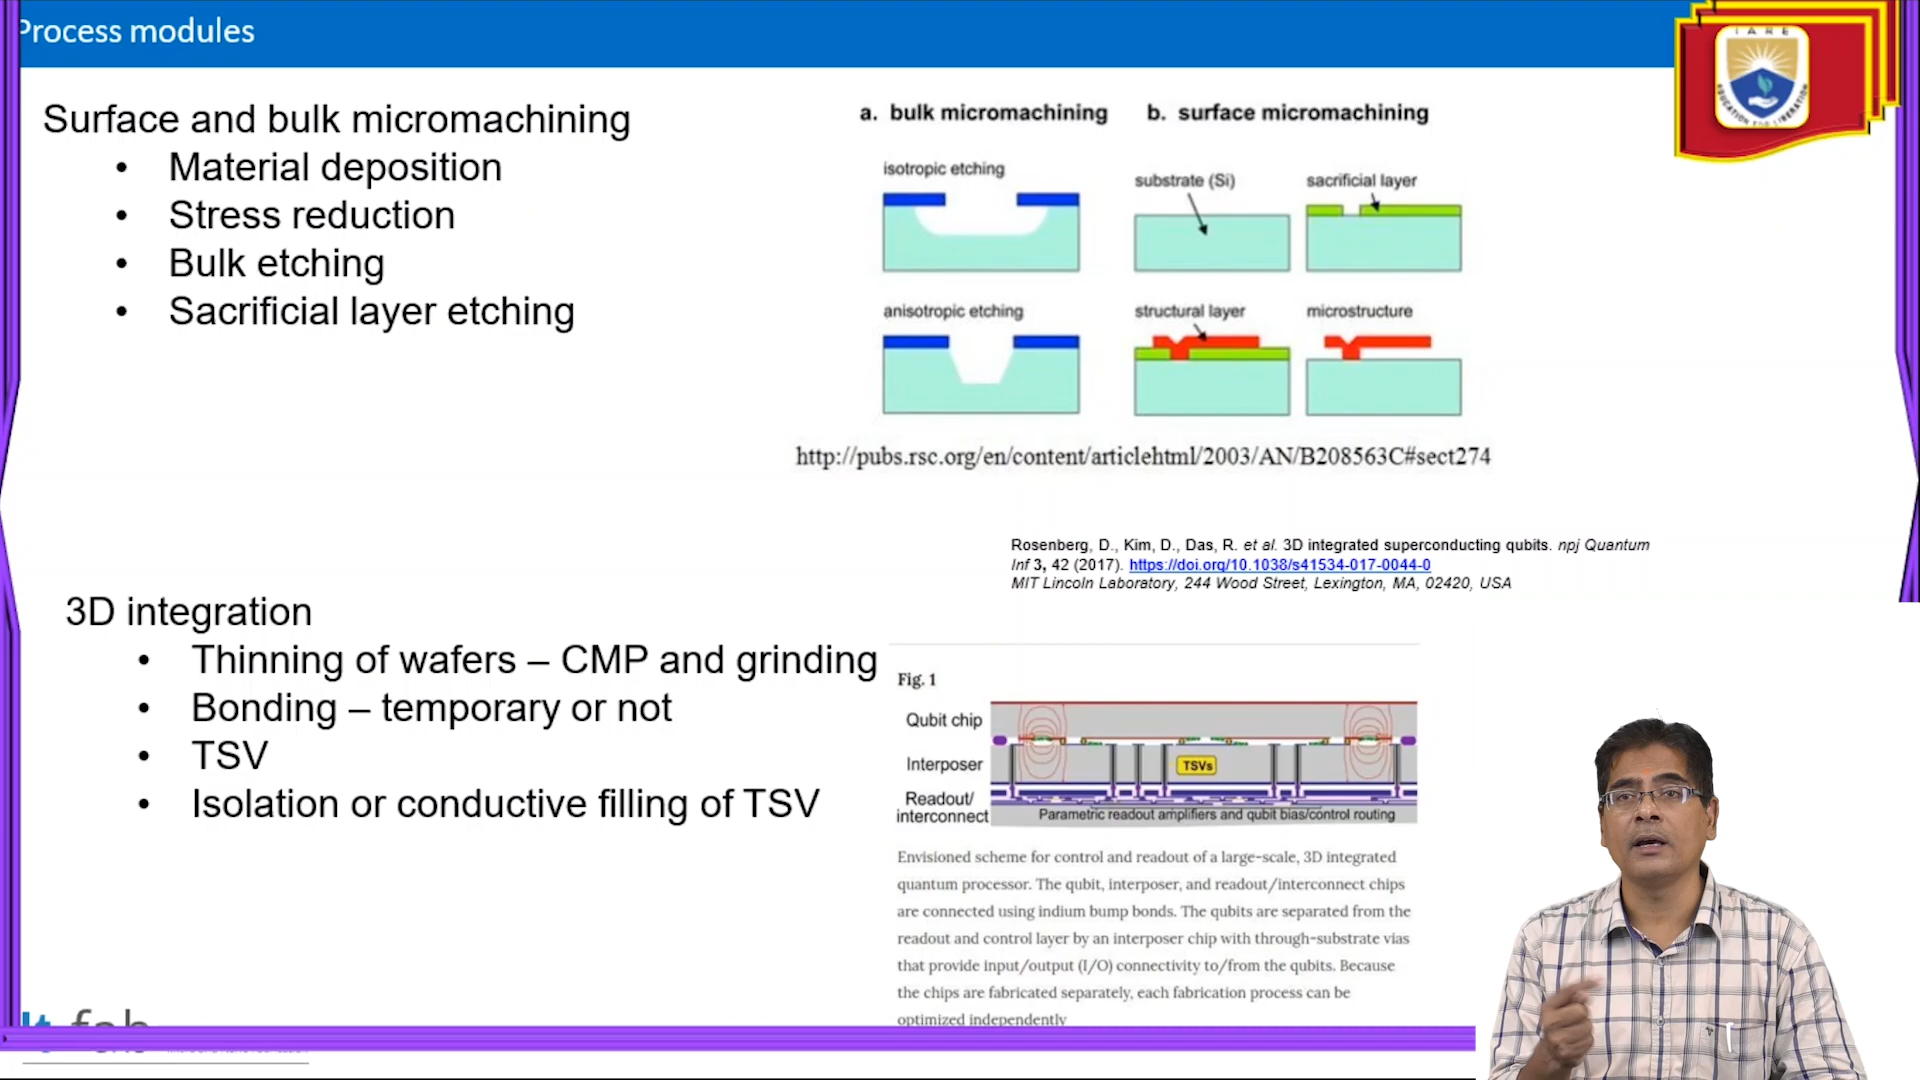 Process modules
IARE
EDUCATION FOR LIBERATION
Surface and bulk micromachining
• Material deposition
• Stress reduction
• Bulk etching
• Sacrificial layer etching
a. bulk micromachining
b. surface micromachining
isotropic etching
substrate (Si)
sacrificial layer
anisotropic etching
structural layer
microstructure
http://pubs.rsc.org/en/content/articlehtml/2003/AN/B208563C#sect274
Rosenberg, D., Kim, D., Das, R. et al. 3D integrated superconducting qubits. npj Quantum
Inf 3, 42 (2017). https://doi.org/10.1038/s41534-017-0044-0
MIT Lincoln Laboratory, 244 Wood Street, Lexington, MA, 02420, USA
3D integration
• Thinning of wafers – CMP and grinding
• Bonding – temporary or not
• TSV
• Isolation or conductive filling of TSV
Fig. 1
Qubit chip
Interposer
TSVs
Readout/
interconnect
Parametric readout amplifiers and qubit bias/control routing
Envisioned scheme for control and readout of a large-scale, 3D integrated
quantum processor. The qubit, interposer, and readout/interconnect chips
are connected using indium bump bonds. The qubits are separated from the
readout and control layer by an interposer chip with through-substrate vias
that provide input/output (I/O) connectivity to/from the qubits. Because
the chips are fabricated separately, each fabrication process can be
optimized independently